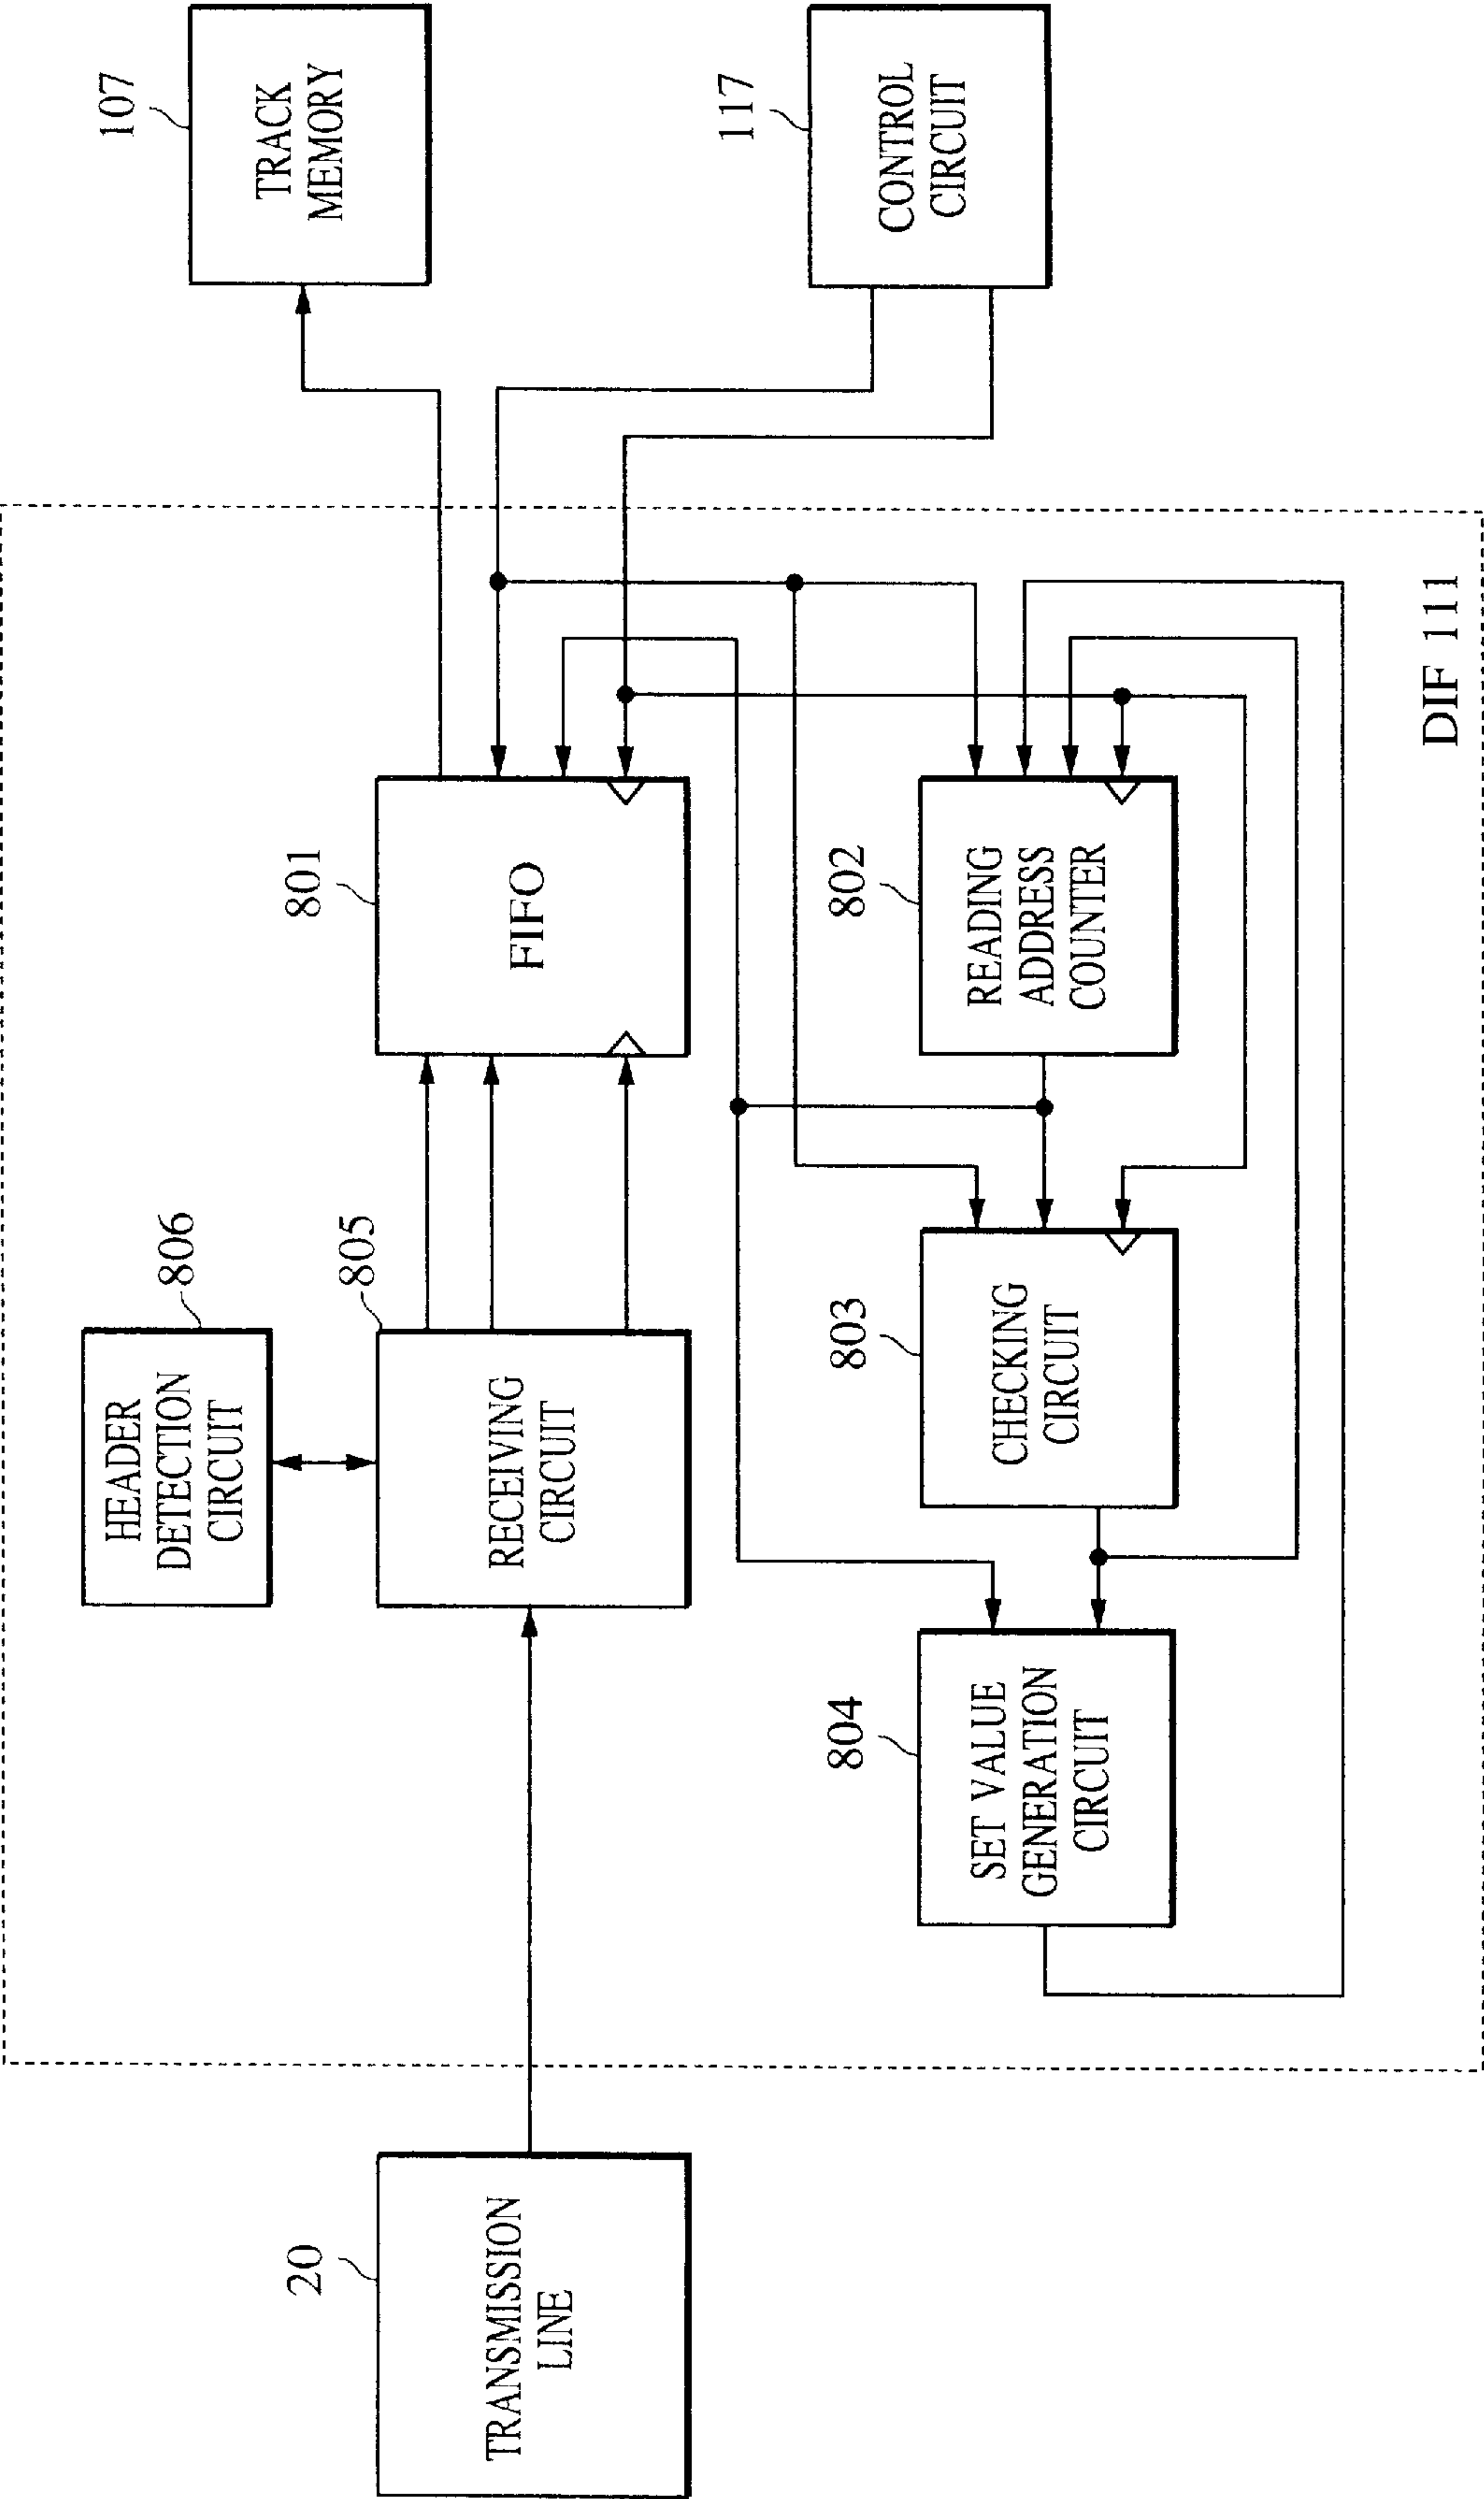 20
TRANSMISSION
LINE
806
HEADER
DETECTION
CIRCUIT
805
RECEIVING
CIRCUIT
801
FIFO
107
TRACK
MEMORY
804
SET VALUE
GENERATION
CIRCUIT
803
CHECKING
CIRCUIT
802
READING
ADDRESS
COUNTER
117
CONTROL
CIRCUIT
DIF 111